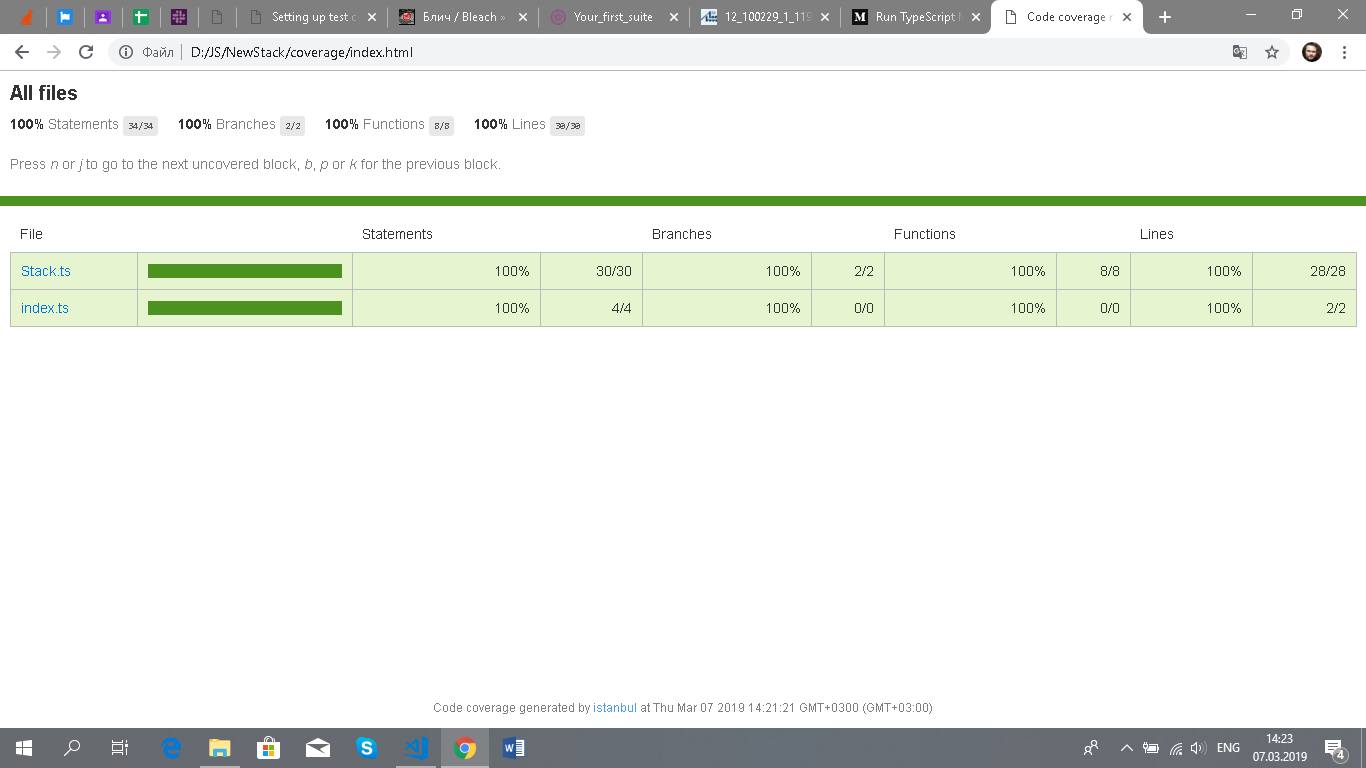 Setting up test c
Блич / Bleach »
Your_first_suite
12_100229_1_119
Run TypeScript
Code coverage r
Файл D:/JS/NewStack/coverage/index.html
All files
100% Statements 34/34 100% Branches 2/2 100% Functions 8/8 100% Lines 30/30
Press n or j to go to the next uncovered block, b, p or k for the previous block.
File Statements Branches Functions Lines
Stack.ts 100% 30/30 100% 2/2 100% 8/8 100% 28/28
index.ts 100% 4/4 100% 0/0 100% 0/0 100% 2/2
Code coverage generated by istanbul at Thu Mar 07 2019 14:21:21 GMT+0300 (GMT+03:00)
ENG
14:23
07.03.2019
4